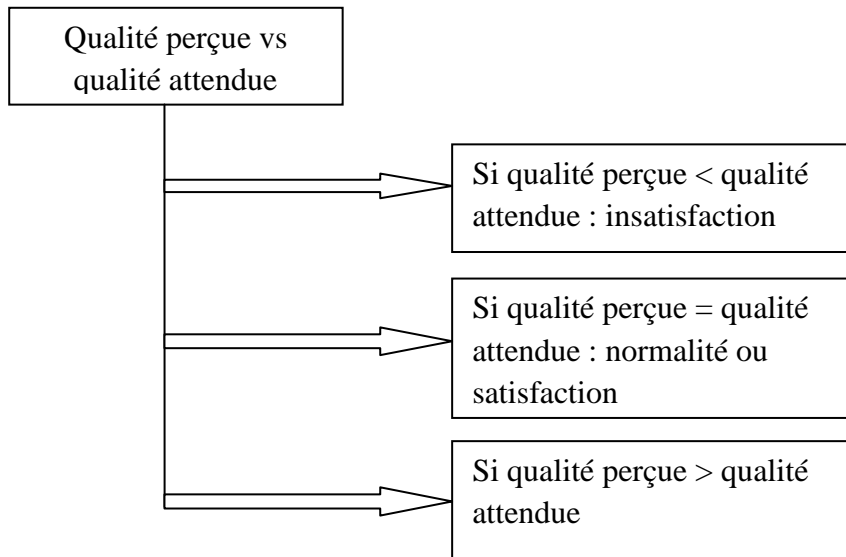 Qualité perçue vs
qualité attendue
Si qualité perçue < qualité
attendue : insatisfaction
Si qualité perçue = qualité
attendue : normalité ou
satisfaction
Si qualité perçue > qualité
attendue